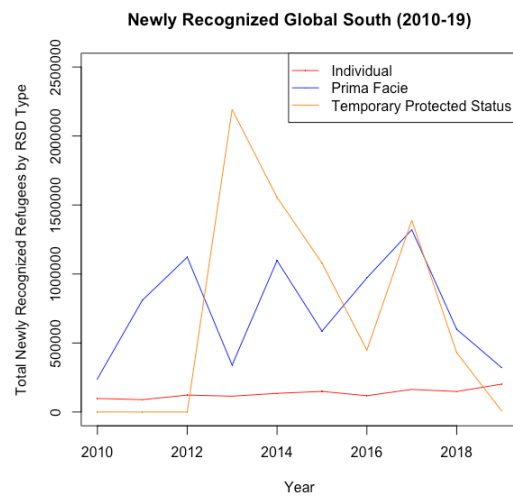 Newly Recognized Global South (2010-19)
Individual
Prima Facie
Temporary Protected Status
Total Newly Recognized Refugees by RSD Type
2500000
2000000
1500000
1000000
500000
0
2010 2012 2014 2016 2018
Year